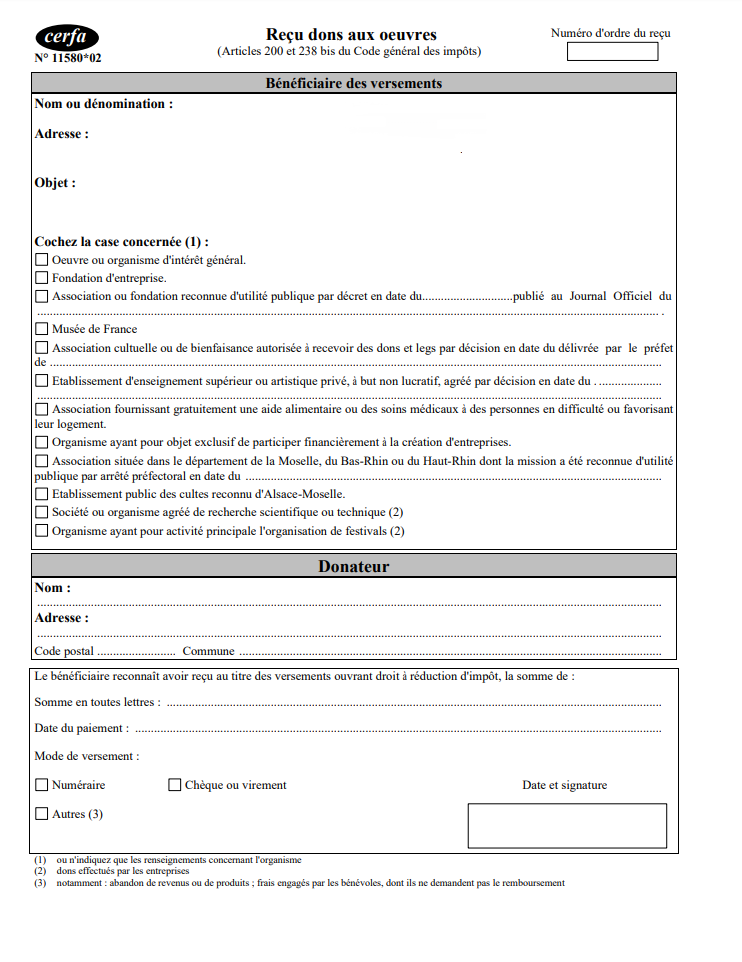 cerfa
N° 11580*02
Reçu dons aux oeuvres
(Articles 200 et 238 bis du Code général des impôts)
Numéro d'ordre du reçu
Bénéficiaire des versements
Nom ou dénomination :
Adresse :
Objet :
Cochez la case concernée (1) :
Oeuvre ou organisme d'intérêt général.
Fondation d'entreprise.
Association ou fondation reconnue d'utilité publique par décret en date du..............................publié au Journal Officiel du
.................................................................................................................................................................................................................... .
Musée de France
Association cultuelle ou de bienfaisance autorisée à recevoir des dons et legs par décision en date du délivrée par le préfet
de ....................................................................................................................................................................................................
Etablissement d'enseignement supérieur ou artistique privé, à but non lucratif, agréé par décision en date du . .....................
....................................................................................................................................................................................................................
Association fournissant gratuitement une aide alimentaire ou des soins médicaux à des personnes en difficulté ou favorisant
leur logement.
Organisme ayant pour objet exclusif de participer financièrement à la création d'entreprises.
Association située dans le département de la Moselle, du Bas-Rhin ou du Haut-Rhin dont la mission a été reconnue d'utilité
publique par arrêté préfectoral en date du ..........................................................................................................................................
Etablissement public des cultes reconnu d'Alsace-Moselle.
Société ou organisme agréé de recherche scientifique ou technique (2)
Organisme ayant pour activité principale l'organisation de festivals (2)
Donateur
Nom :
....................................................................................................................................................................................................................
Adresse :
....................................................................................................................................................................................................................
Code postal .......................... Commune ............................................................................................................................................
Le bénéficiaire reconnaît avoir reçu au titre des versements ouvrant droit à réduction d'impôt, la somme de :
Somme en toutes lettres : ....................................................................................................................................................................
Date du paiement : ...............................................................................................................................................................................
Mode de versement :
Numéraire
Chèque ou virement
Date et signature
Autres (3)
(1) ou n'indiquez que les renseignements concernant l'organisme
(2) dons effectués par les entreprises
(3) notamment : abandon de revenus ou de produits ; frais engagés par les bénévoles, dont ils ne demandent pas le remboursement